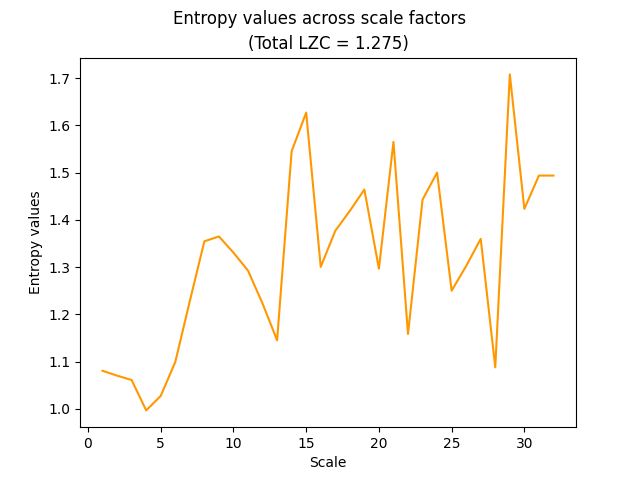 Entropy values across scale factors
(Total LZC = 1.275)
Entropy values
1.7
1.6
1.5
1.4
1.3
1.2
1.1
1.0
0 5 10 15 20 25 30
Scale